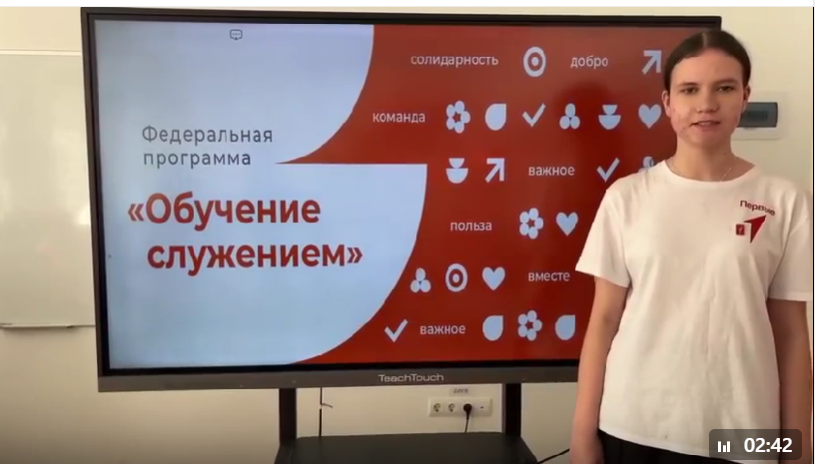 солидарность добро
команда
Федеральная
программа
важное
«Обучение
служением»
польза
вместе
важное
Первые
TeachTouch
02:42